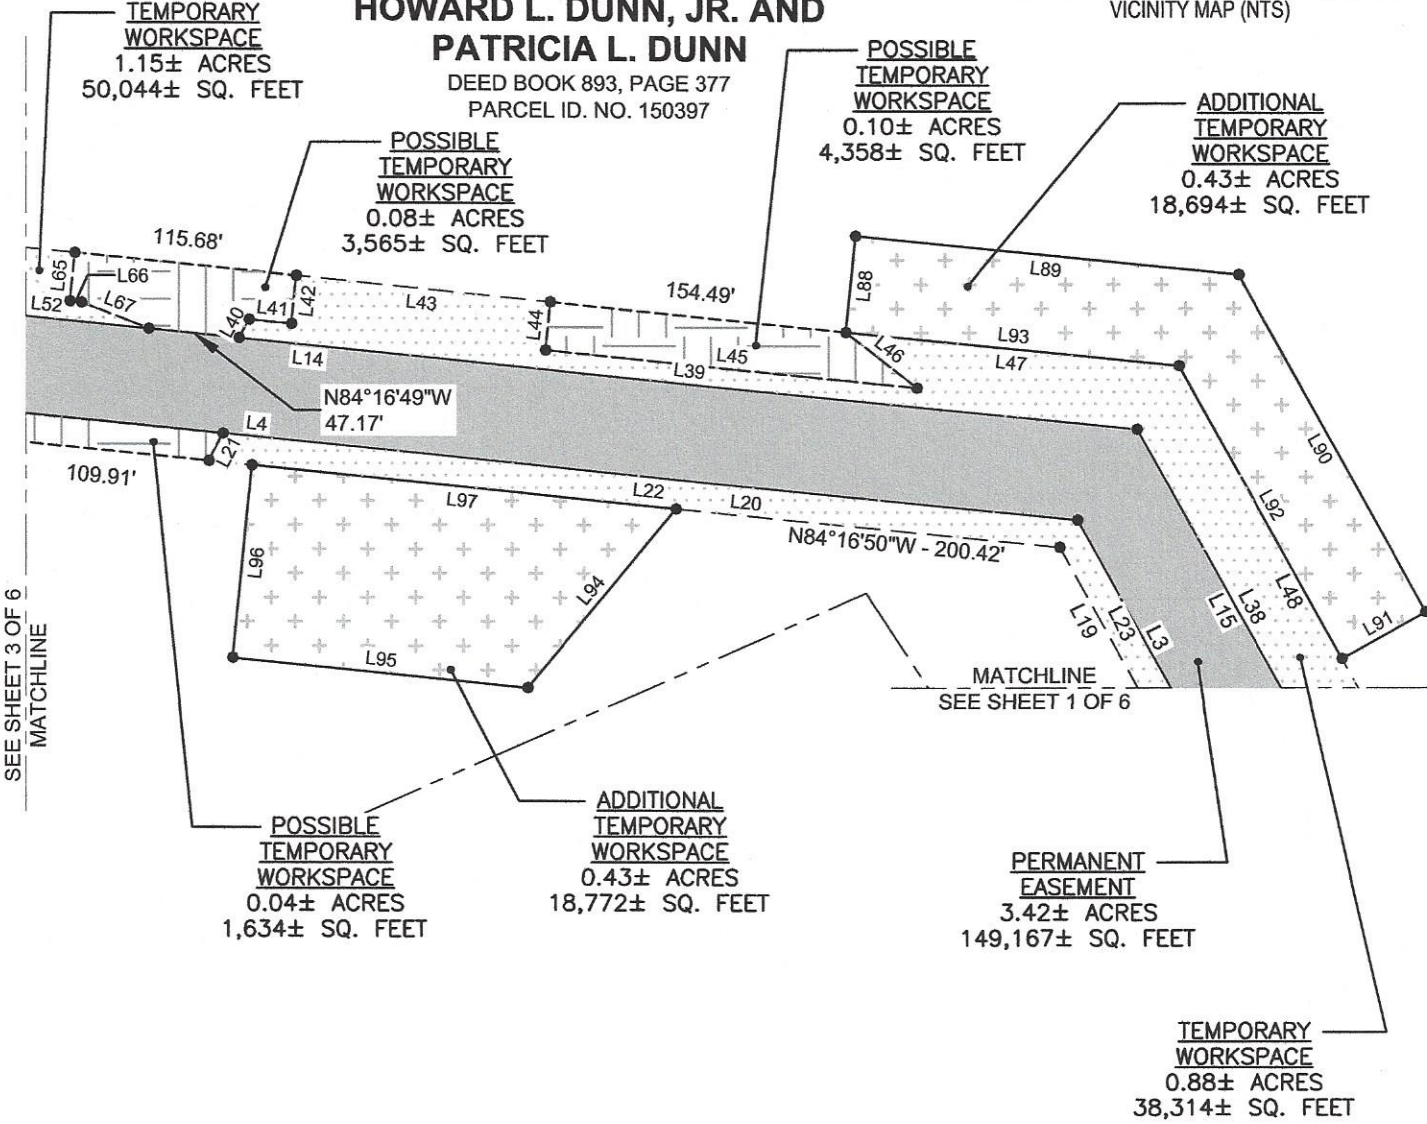 HOWARD L. DUNN, JR. AND
PATRICIA L. DUNN
DEED BOOK 893, PAGE 377
PARCEL ID. NO. 150397
VICINITY MAP (NTS)
TEMPORARY
WORKSPACE
1.15± ACRES
50,044± SQ. FEET
POSSIBLE
TEMPORARY
WORKSPACE
0.08± ACRES
3,565± SQ. FEET
POSSIBLE
TEMPORARY
WORKSPACE
0.10± ACRES
4,358± SQ. FEET
ADDITIONAL
TEMPORARY
WORKSPACE
0.43± ACRES
18,694± SQ. FEET
115.68'
L65
L66
L67
L52
L40
L41
L42
L43
L44
154.49'
L45
L46
L39
L14
L88
L89
L93
L47
L90
L92
L48
L91
L38
L15
N84°16'49"W
47.17'
L4
L21
109.91'
L97
L22
L20
N84°16'50"W - 200.42'
L96
L94
L95
L19
L23
L3
MATCHLINE
SEE SHEET 1 OF 6
SEE SHEET 3 OF 6
MATCHLINE
POSSIBLE
TEMPORARY
WORKSPACE
0.04± ACRES
1,634± SQ. FEET
ADDITIONAL
TEMPORARY
WORKSPACE
0.43± ACRES
18,772± SQ. FEET
PERMANENT
EASEMENT
3.42± ACRES
149,167± SQ. FEET
TEMPORARY
WORKSPACE
0.88± ACRES
38,314± SQ. FEET